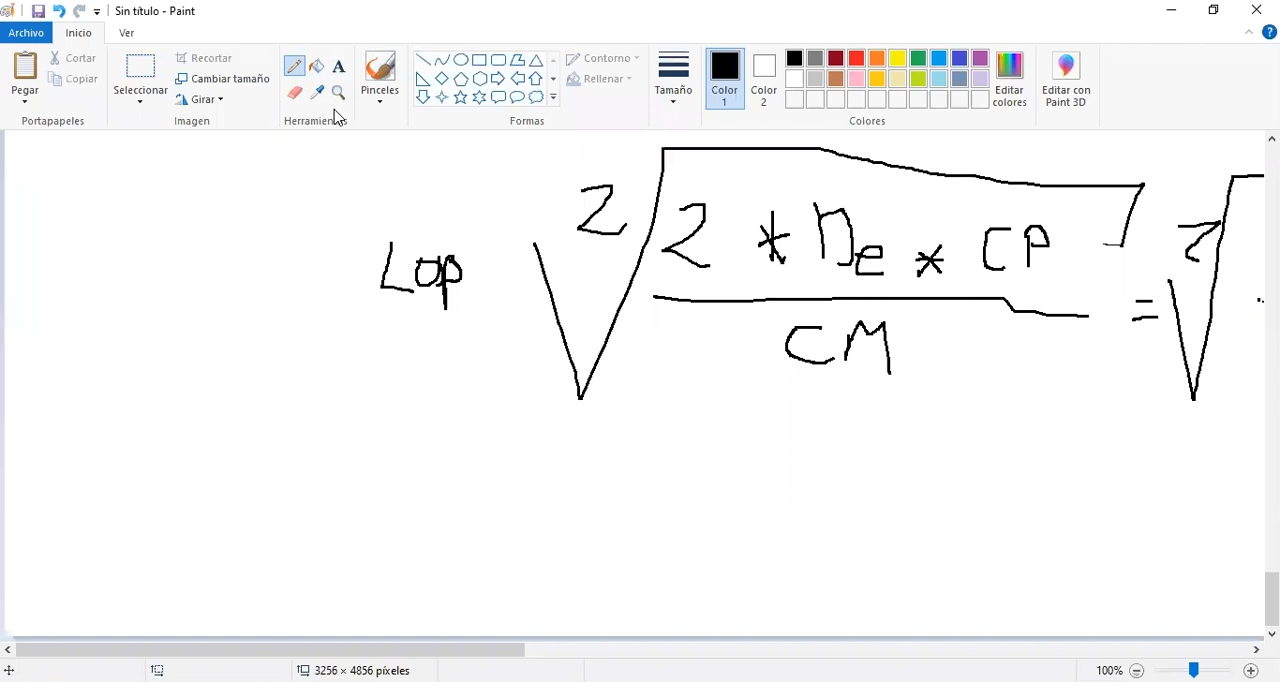 Sin título - Paint
Archivo Inicio Ver
Pegar
Cortar
Copiar
Portapapeles
Seleccionar
Recortar
Cambiar tamaño
Girar
Imagen
Herramientas
Pinceles
Contorno
Rellenar
Formas
Tamaño
Color 1
Color 2
Editar colores
Colores
Editar con Paint 3D
2 2
2 * De * CP
Lop √ = √
CM
3256 × 4856 píxeles
100%